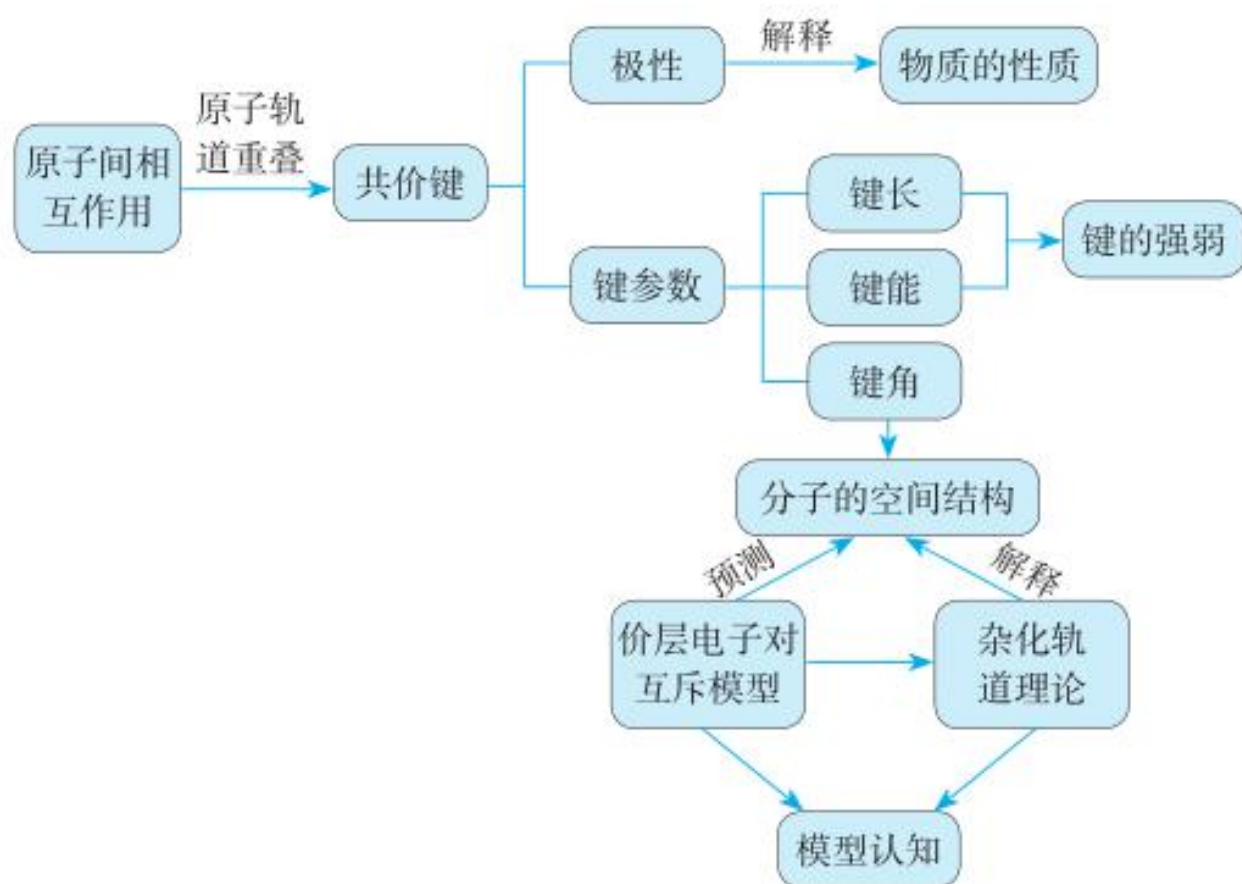 极性
解释
物质的性质
原子间相
互作用
原子轨
道重叠
共价键
键参数
键长
键能
键角
键的强弱
分子的空间结构
预测
解释
价层电子对
互斥模型
杂化轨
道理论
模型认知